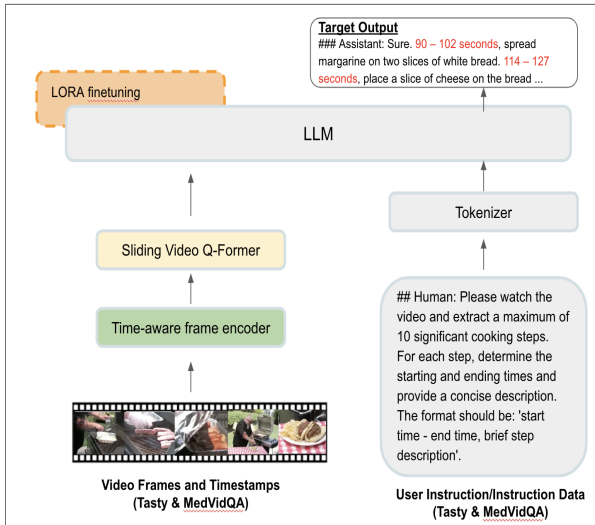 Target Output
### Assistant: Sure. 90 – 102 seconds, spread
margarine on two slices of white bread. 114 – 127
seconds, place a slice of cheese on the bread ...
LORA finetuning
LLM
Tokenizer
Sliding Video Q-Former
Time-aware frame encoder
## Human: Please watch the
video and extract a maximum of
10 significant cooking steps.
For each step, determine the
starting and ending times and
provide a concise description.
The format should be: 'start
time - end time, brief step
description'.
Video Frames and Timestamps
(Tasty & MedVidQA)
User Instruction/Instruction Data
(Tasty & MedVidQA)